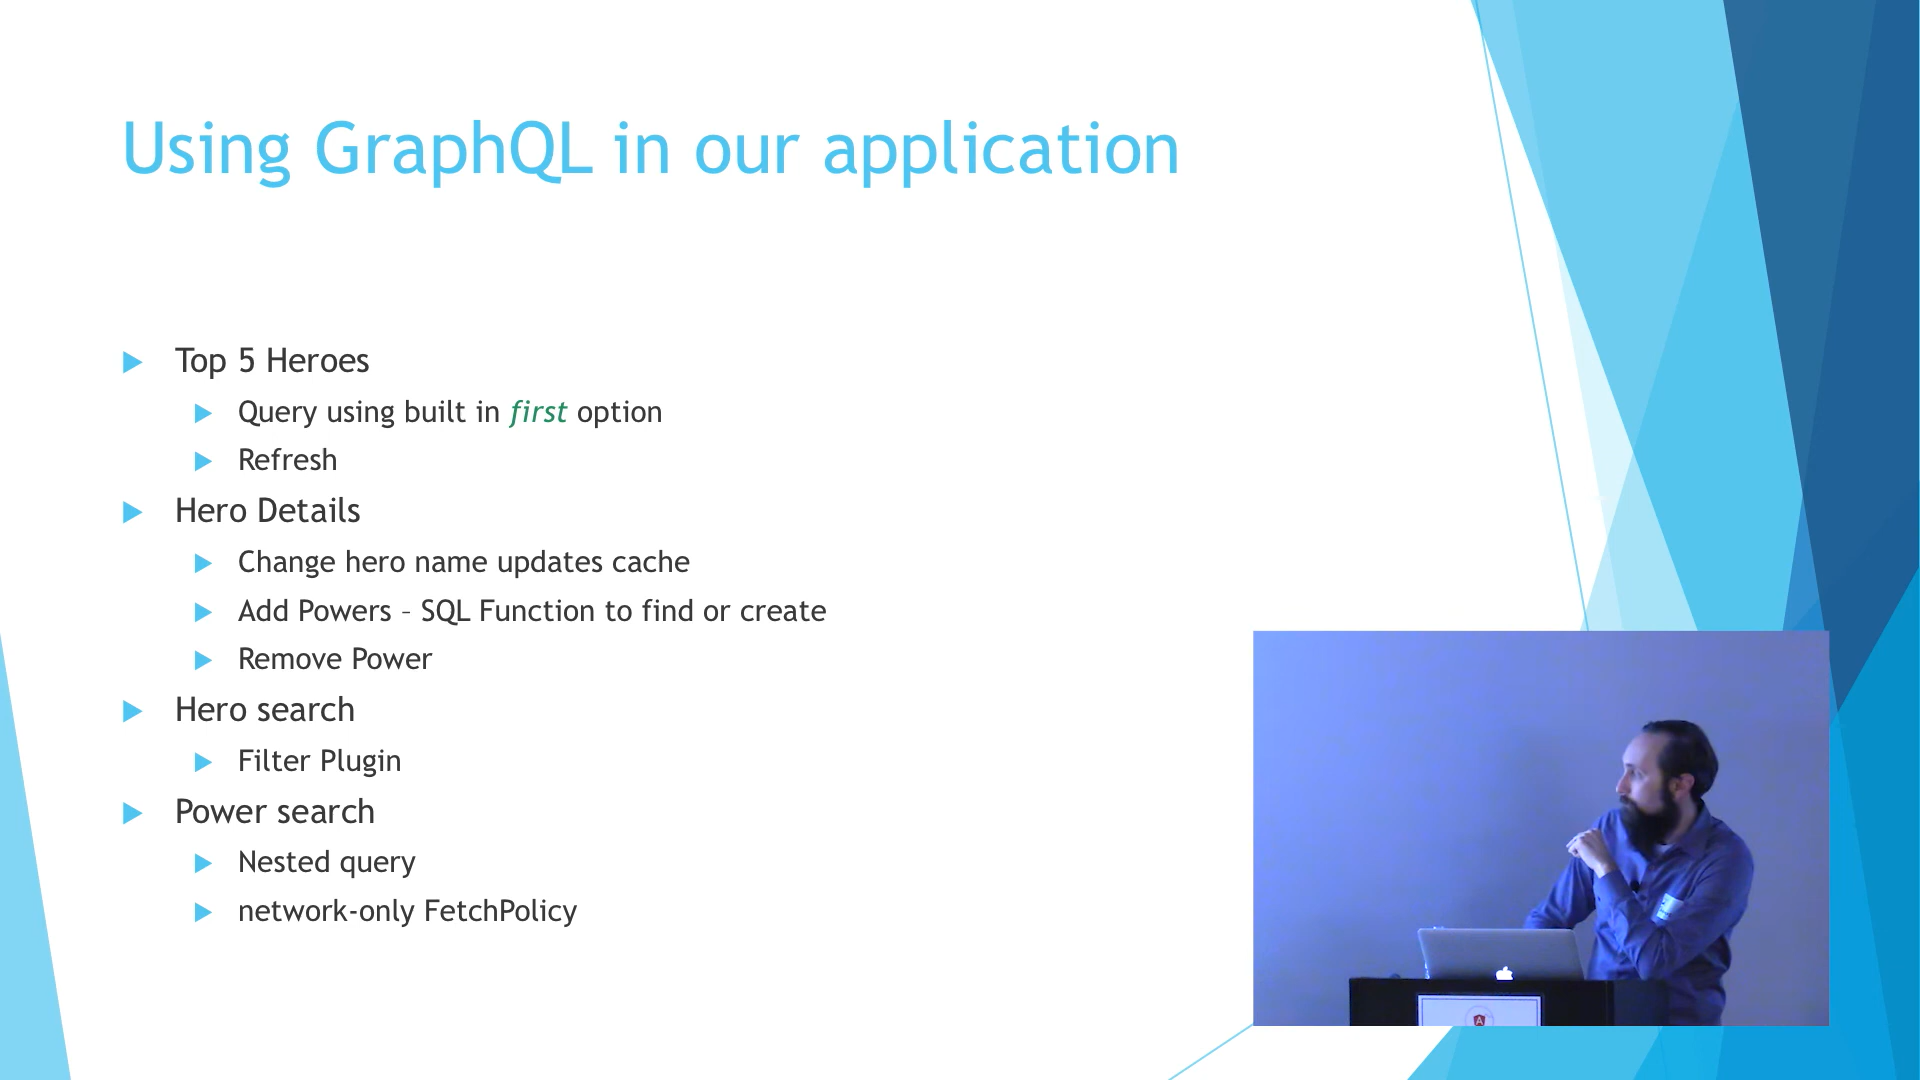 Using GraphQL in our application
Top 5 Heroes
Query using built in first option
Refresh
Hero Details
Change hero name updates cache
Add Powers – SQL Function to find or create
Remove Power
Hero search
Filter Plugin
Power search
Nested query
network-only FetchPolicy
A